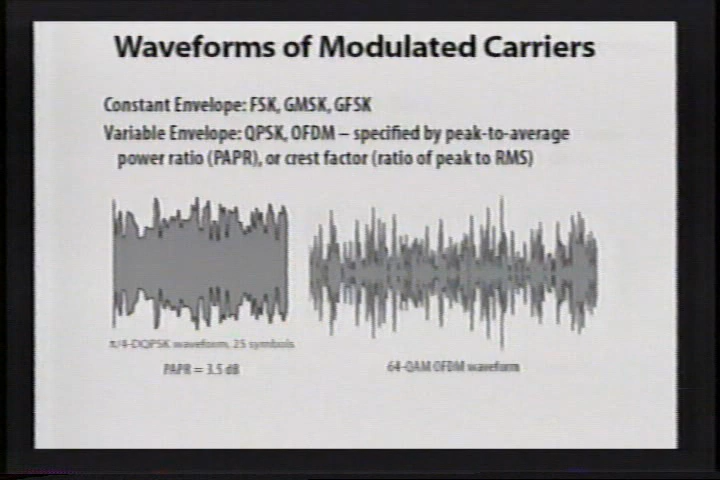 Waveforms of Modulated Carriers
Constant Envelope: FSK, GMSK, GFSK
Variable Envelope: QPSK, OFDM – specified by peak-to-average
power ratio (PAPR), or crest factor (ratio of peak to RMS)
π/4-DQPSK waveform, 25 symbols
PAPR = 3.5 dB
64-QAM OFDM waveform